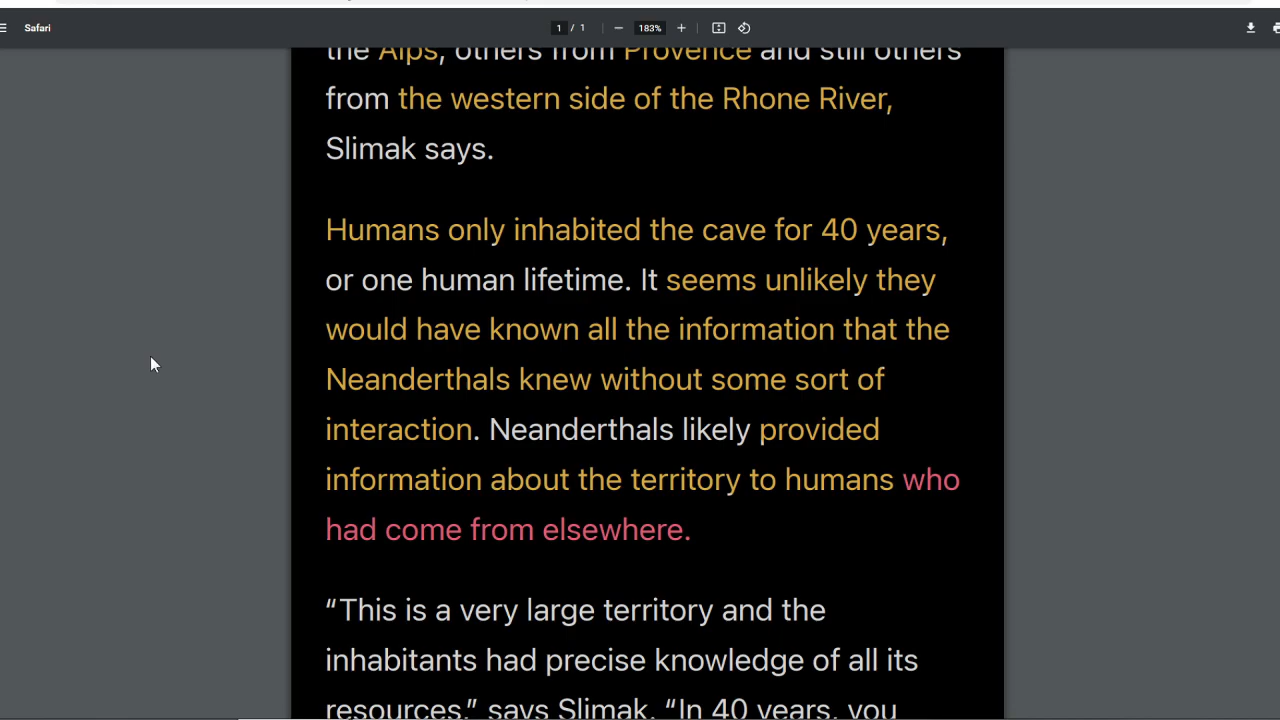 Safari
1 / 1
183%
the Alps, others from Provence and still others
from the western side of the Rhone River,
Slimak says.
Humans only inhabited the cave for 40 years,
or one human lifetime. It seems unlikely they
would have known all the information that the
Neanderthals knew without some sort of
interaction. Neanderthals likely provided
information about the territory to humans who
had come from elsewhere.
“This is a very large territory and the
inhabitants had precise knowledge of all its
resources,” says Slimak. “In 40 years, you